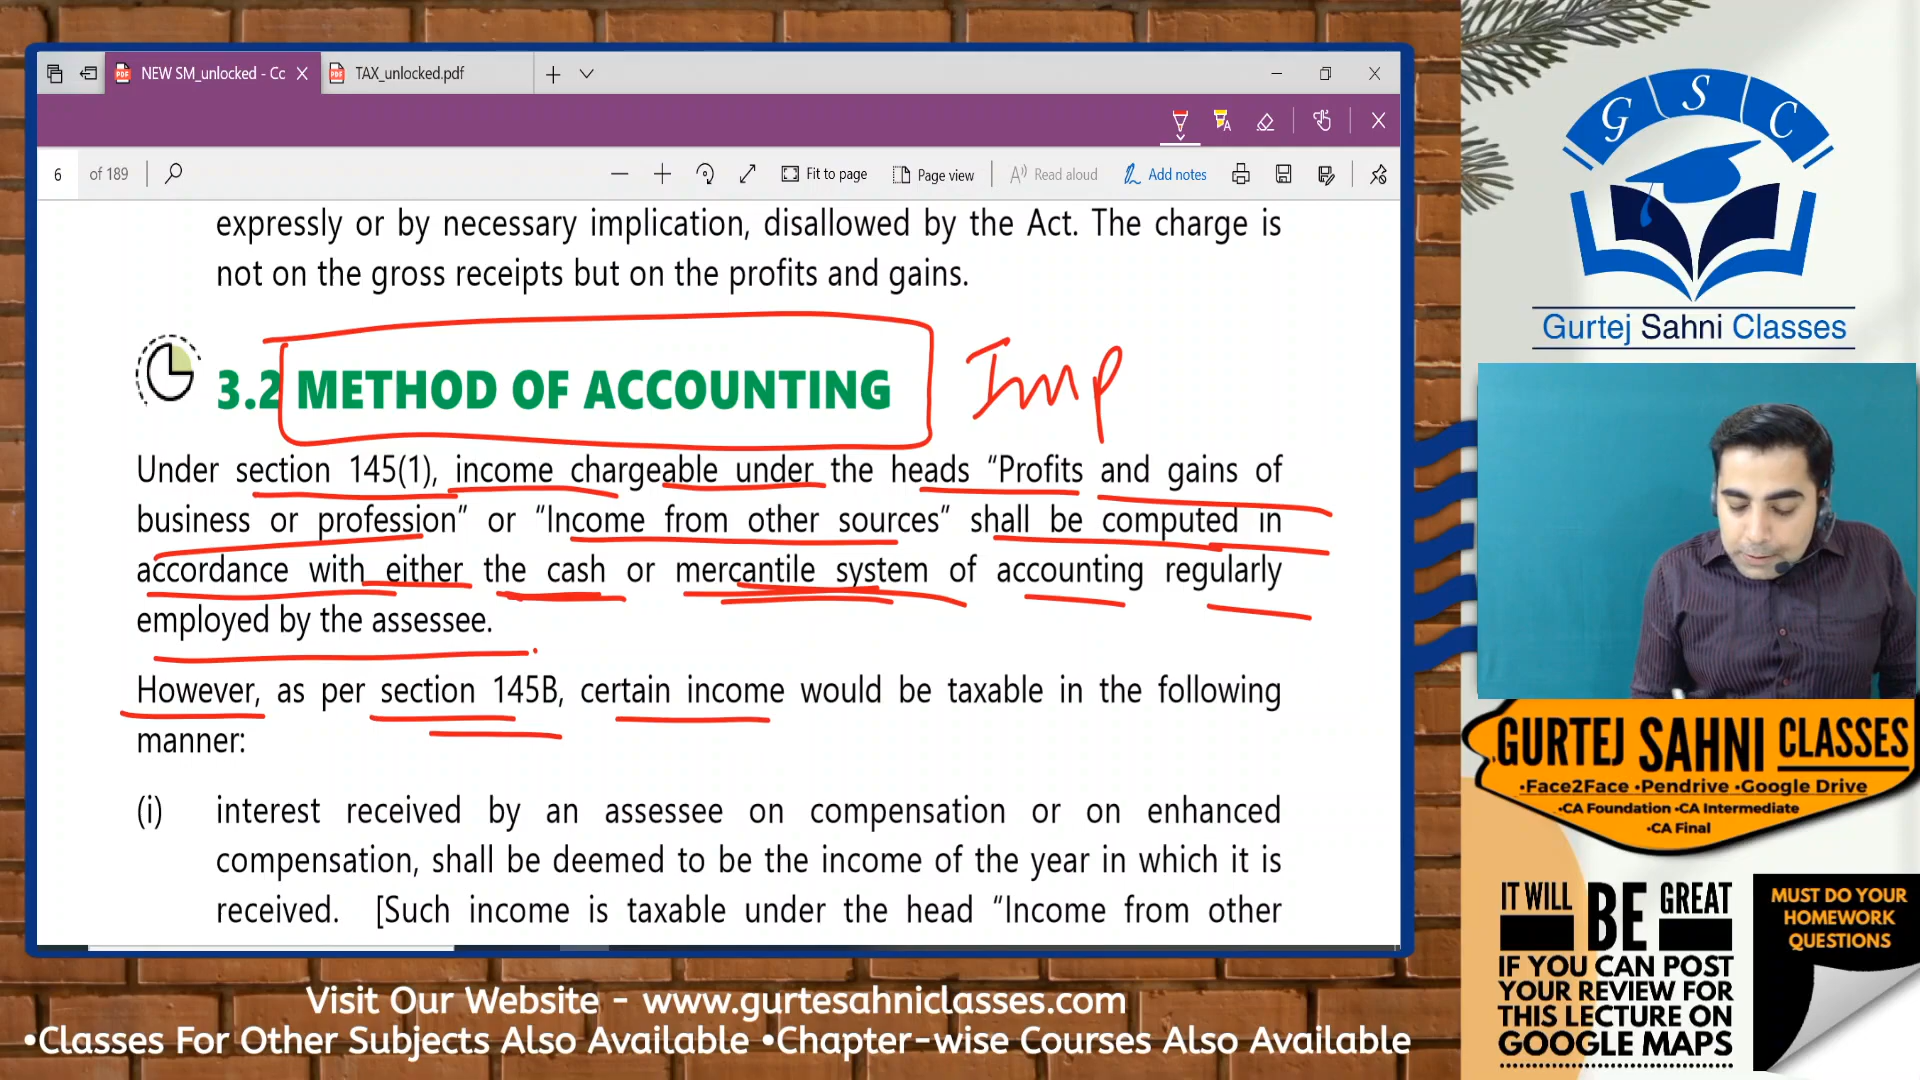 NEW SM_unlocked - Cc
TAX_unlocked.pdf
6 of 189
Fit to page
Page view
Read aloud
Add notes
expressly or by necessary implication, disallowed by the Act. The charge is
not on the gross receipts but on the profits and gains.
3.2 METHOD OF ACCOUNTING
Imp
Under section 145(1), income chargeable under the heads “Profits and gains of
business or profession” or “Income from other sources” shall be computed in
accordance with either the cash or mercantile system of accounting regularly
employed by the assessee.
However, as per section 145B, certain income would be taxable in the following
manner:
(i) interest received by an assessee on compensation or on enhanced
compensation, shall be deemed to be the income of the year in which it is
received. [Such income is taxable under the head “Income from other
GSC
Gurtej Sahni Classes
GURTEJ SAHNI CLASSES
•Face2Face •Pendrive •Google Drive
•CA Foundation •CA Intermediate
•CA Final
IT WILL BE GREAT
IF YOU CAN POST
YOUR REVIEW FOR
THIS LECTURE ON
GOOGLE MAPS
MUST DO YOUR
HOMEWORK
QUESTIONS
Visit Our Website - www.gurtesahniclasses.com
•Classes For Other Subjects Also Available •Chapter-wise Courses Also Available